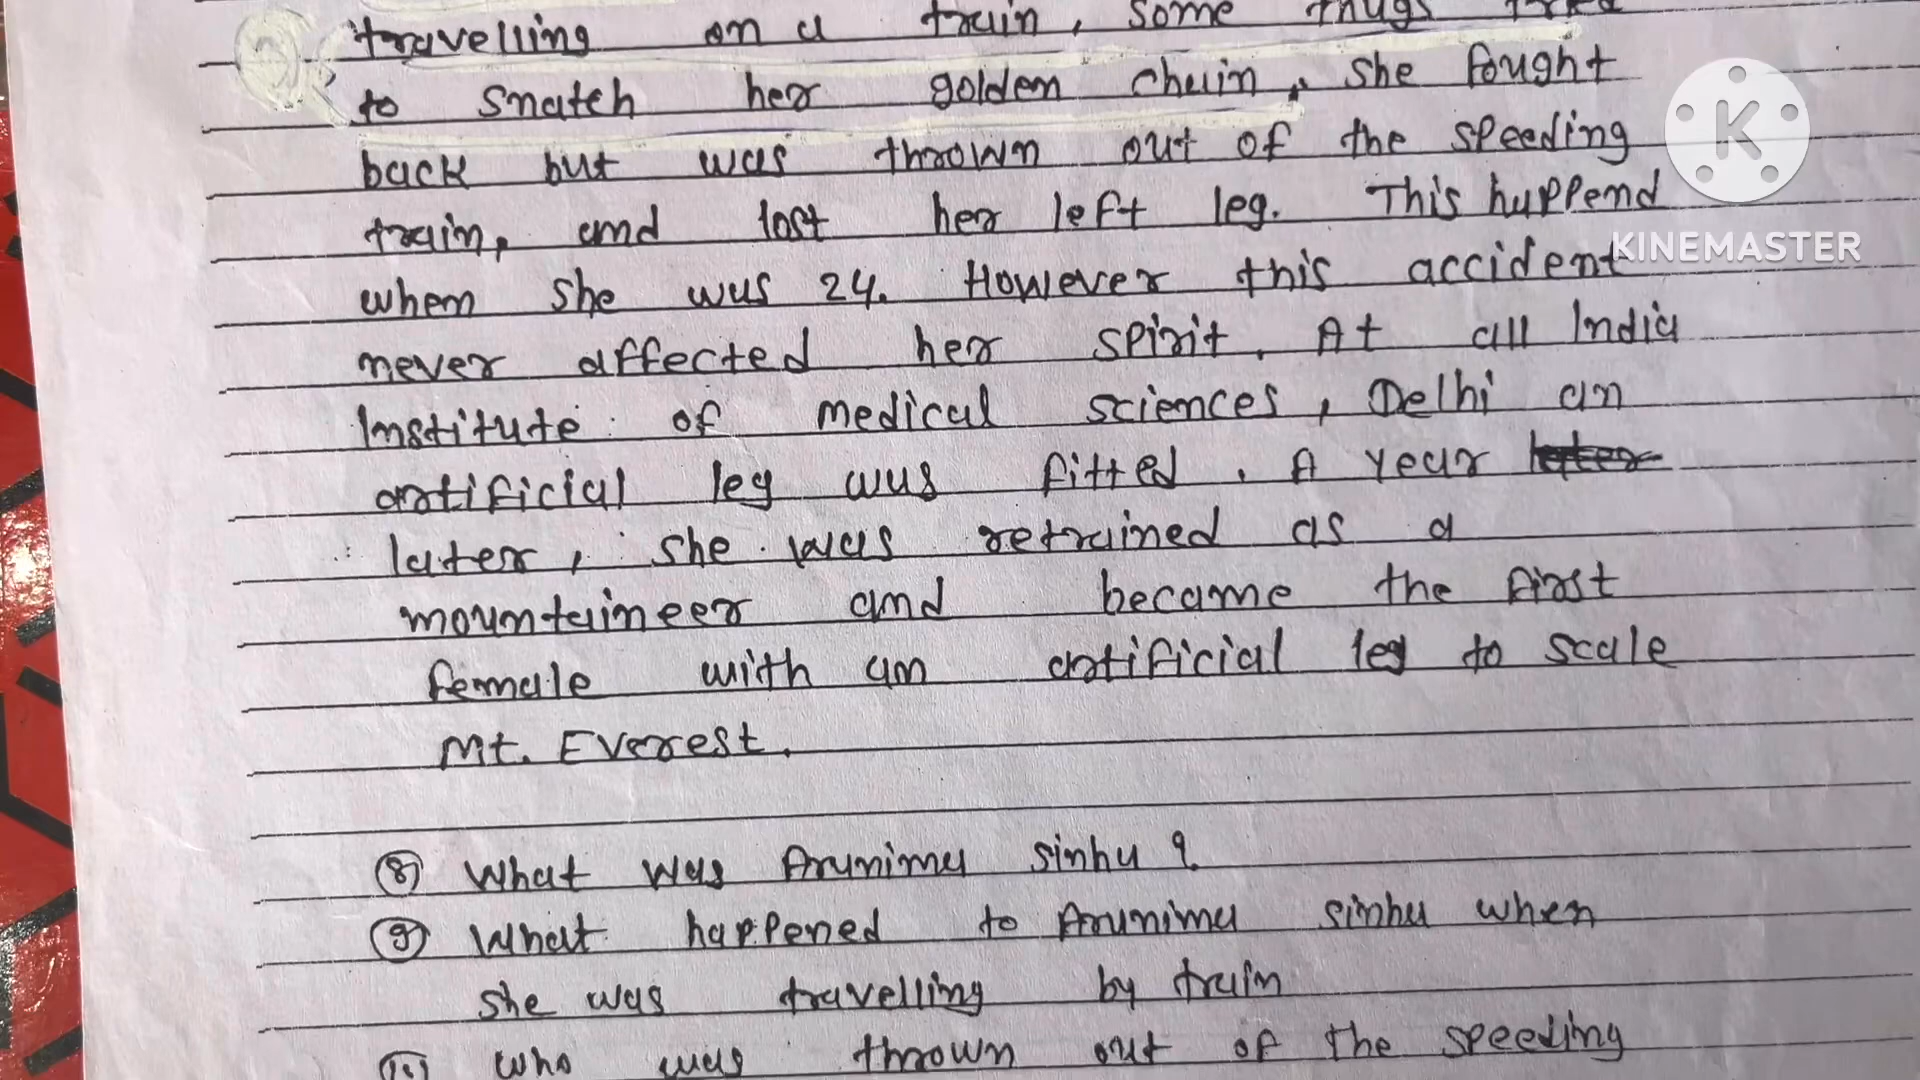 travelling on a train, some thugs tried
to snatch her golden chain, she fought
back but was thrown out of the speeding
train, and lost her left leg. This happend
when she was 24. However this accident
never affected her spirit. At all India
Institute of medical sciences, Delhi an
artificial leg was fitted. A year later
later, she was retrained as a
mountaineer and became the first
female with an artificial leg to scale
Mt. Everest.
⑧ What was Arunima sinha ?
⑨ What happened to Arunima sinha when
she was travelling by train
⑩ who was thrown out of the speeding
K
KINEMASTER